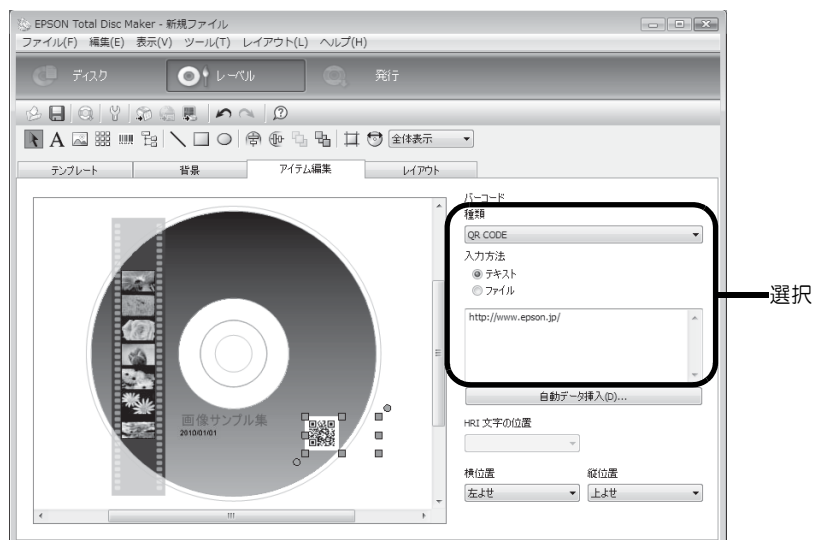 EPSON Total Disc Maker - 新規ファイル
ファイル(F) 編集(E) 表示(V) ツール(T) レイアウト(L) ヘルプ(H)
ディスク レーベル 発行
全体表示
テンプレート 背景 アイテム編集 レイアウト
バーコード
種類
QR CODE
入力方法
テキスト
ファイル
選択
http://www.epson.jp/
自動データ挿入(D)...
画像サンプル集
2010/01/01
HRI 文字の位置
横位置 縦位置
左よせ 上よせ